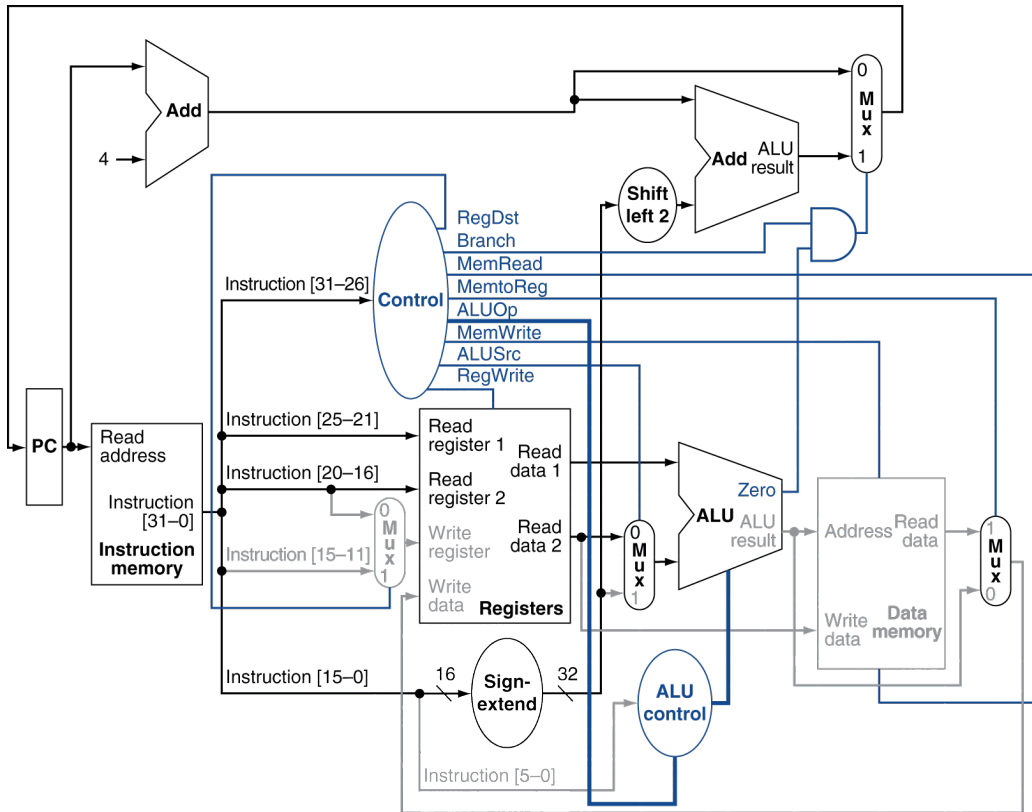 Add
4
0
M
u
x
1
Add
ALU
result
Shift
left 2
RegDst
Branch
MemRead
MemtoReg
ALUOp
MemWrite
ALUSrc
RegWrite
Control
Instruction [31–26]
Instruction [25–21]
Instruction [20–16]
Instruction [15–11]
Instruction [15–0]
Instruction [5–0]
PC
Read
address
Instruction
[31–0]
Instruction
memory
0
M
u
x
1
Read
register 1
Read
register 2
Write
register
Write
data
Read
data 1
Read
data 2
Registers
16
Sign-
extend
32
0
M
u
x
1
Zero
ALU
ALU
result
ALU
control
Address
Read
data
Write
data
Data
memory
1
M
u
x
0